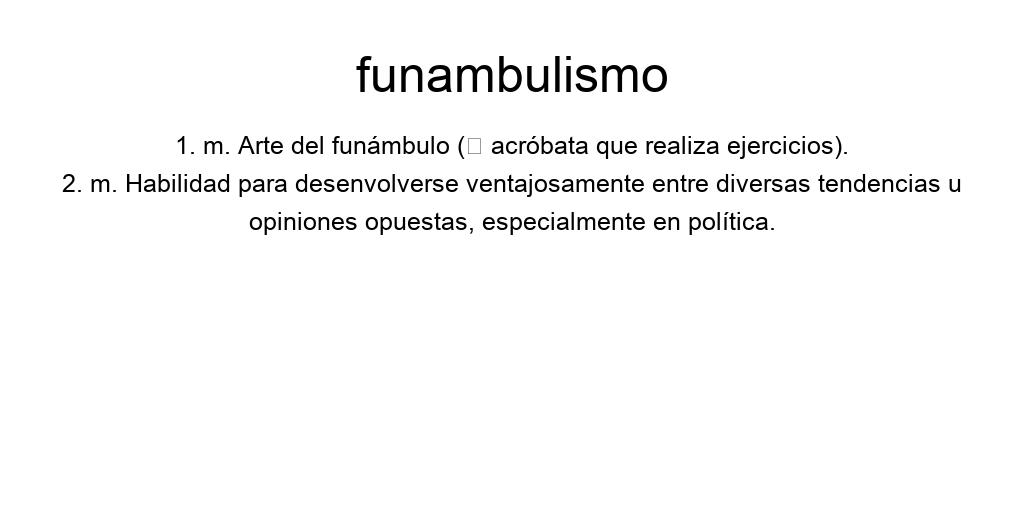 funambulismo
1. m. Arte del funámbulo (□ acróbata que realiza ejercicios).
2. m. Habilidad para desenvolverse ventajosamente entre diversas tendencias u
opiniones opuestas, especialmente en política.